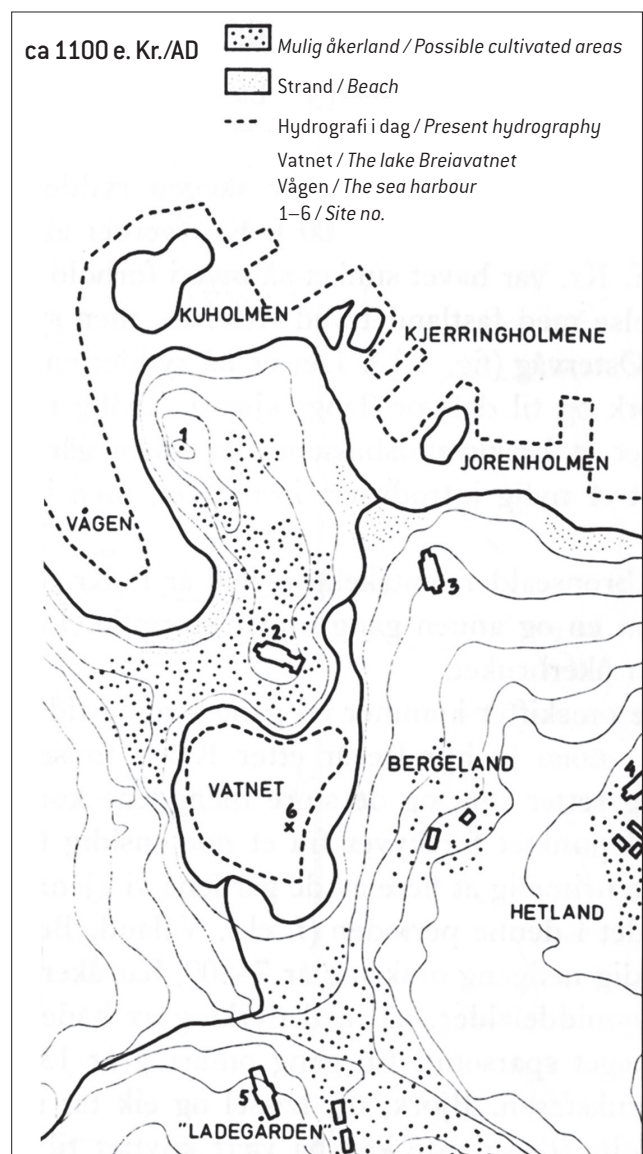 ca 1100 e. Kr./AD
Mulig åkerland / Possible cultivated areas
Strand / Beach
Hydrografi i dag / Present hydrography
Vatnet / The lake Breiavatnet
Vågen / The sea harbour
1–6 / Site no.
KUHOLMEN
KJERRINGHOLMENE
JORENHOLMEN
1
VÅGEN
3
2
BERGELAND
4
VATNET
6
HETLAND
5
"LADEGÅRDEN"